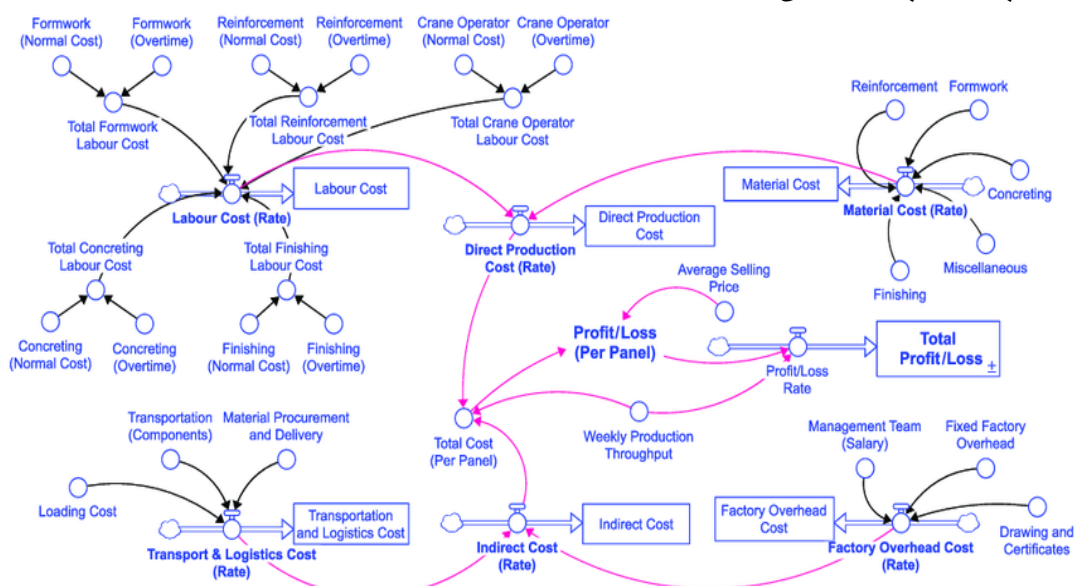 Formwork
(Normal Cost)
Formwork
(Overtime)
Reinforcement
(Normal Cost)
Reinforcement
(Overtime)
Crane Operator
(Normal Cost)
Crane Operator
(Overtime)
Total Formwork
Labour Cost
Total Reinforcement
Labour Cost
Total Crane Operator
Labour Cost
Labour Cost
Labour Cost (Rate)
Total Concreting
Labour Cost
Total Finishing
Labour Cost
Concreting
(Normal Cost)
Concreting
(Overtime)
Finishing
(Normal Cost)
Finishing
(Overtime)
Reinforcement
Formwork
Material Cost
Material Cost (Rate)
Concreting
Miscellaneous
Finishing
Direct Production
Cost
Direct Production
Cost (Rate)
Average Selling
Price
Profit/Loss
(Per Panel)
Profit/Loss
Rate
Total
Profit/Loss
±
Total Cost
(Per Panel)
Weekly Production
Throughput
Transportation
(Components)
Material Procurement
and Delivery
Loading Cost
Transportation
and Logistics Cost
Transport & Logistics Cost
(Rate)
Indirect Cost
Indirect Cost
(Rate)
Management Team
(Salary)
Fixed Factory
Overhead
Factory Overhead
Cost
Factory Overhead Cost
(Rate)
Drawing and
Certificates